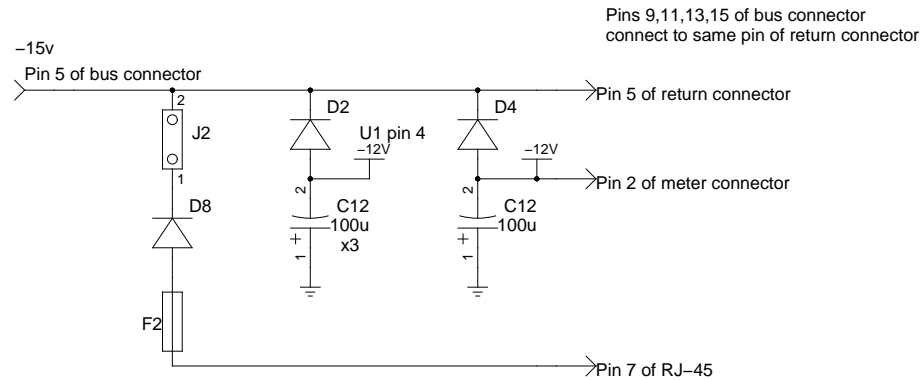 Pins 9,11,13,15 of bus connector
connect to same pin of return connector
−15v
Pin 5 of bus connector
Pin 5 of return connector
2
J2
1
D2
D4
U1 pin 4
−12V
−12V
Pin 2 of meter connector
2
2
D8
C12
100u
x3
C12
100u
+
+
1
1
F2
Pin 7 of RJ−45